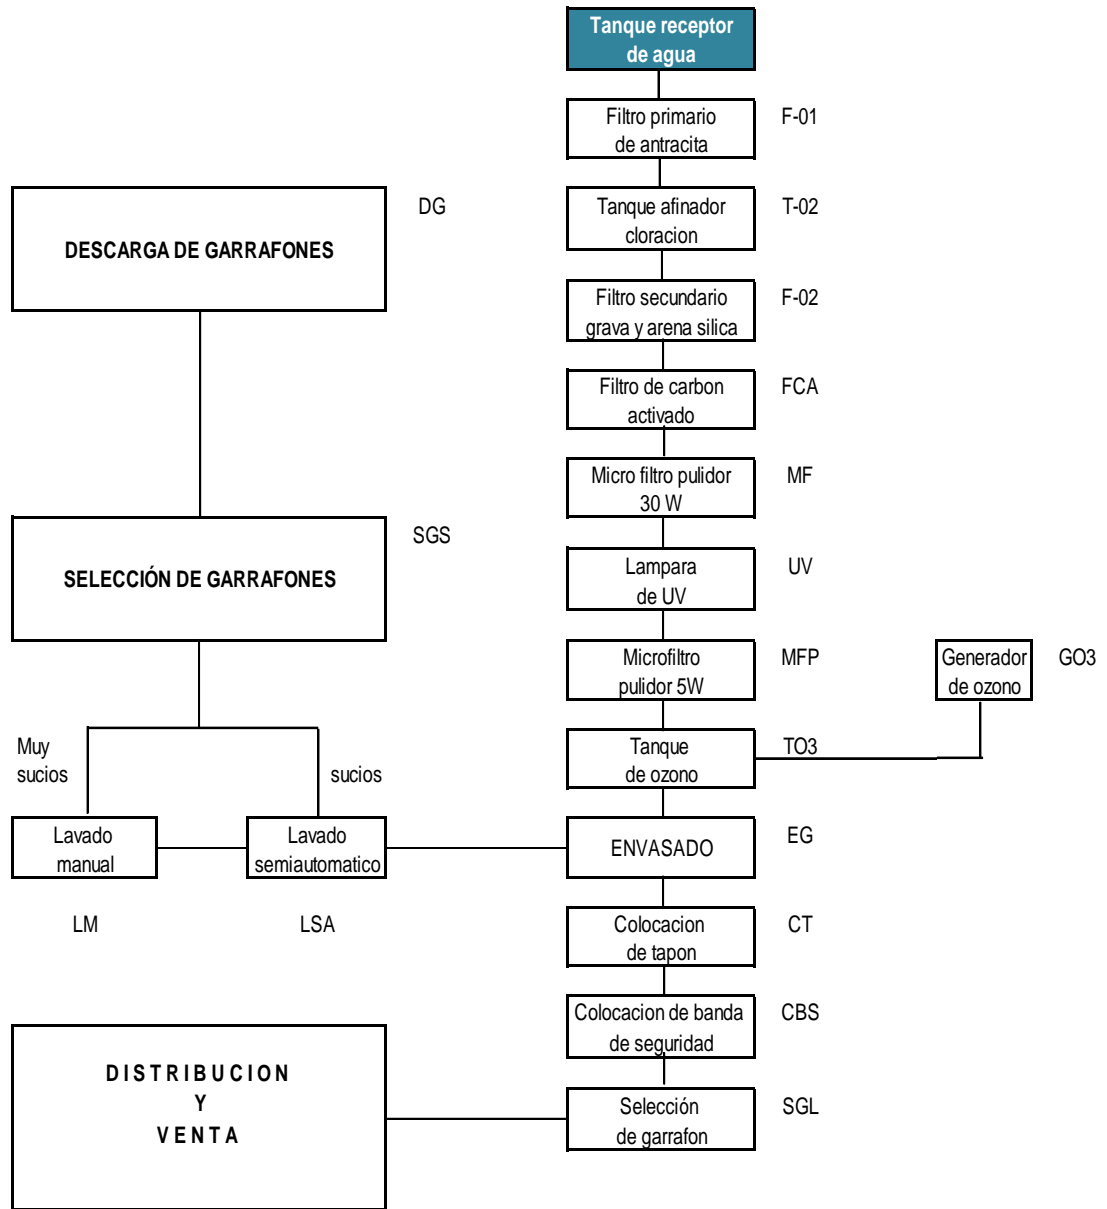 Tanque receptor
de agua
Filtro primario
de antracita
F-01
DG
Tanque afinador
cloracion
T-02
DESCARGA DE GARRAFONES
Filtro secundario
grava y arena silica
F-02
Filtro de carbon
activado
FCA
Micro filtro pulidor
30 W
MF
SGS
SELECCIÓN DE GARRAFONES
Lampara
de UV
UV
Microfiltro
pulidor 5W
MFP
Generador
de ozono
GO3
Muy
sucios
sucios
Tanque
de ozono
TO3
Lavado
manual
Lavado
semiautomatico
ENVASADO
EG
LM
LSA
Colocacion
de tapon
CT
Colocacion de banda
de seguridad
CBS
DISTRIBUCION
Y
VENTA
Selección
de garrafon
SGL